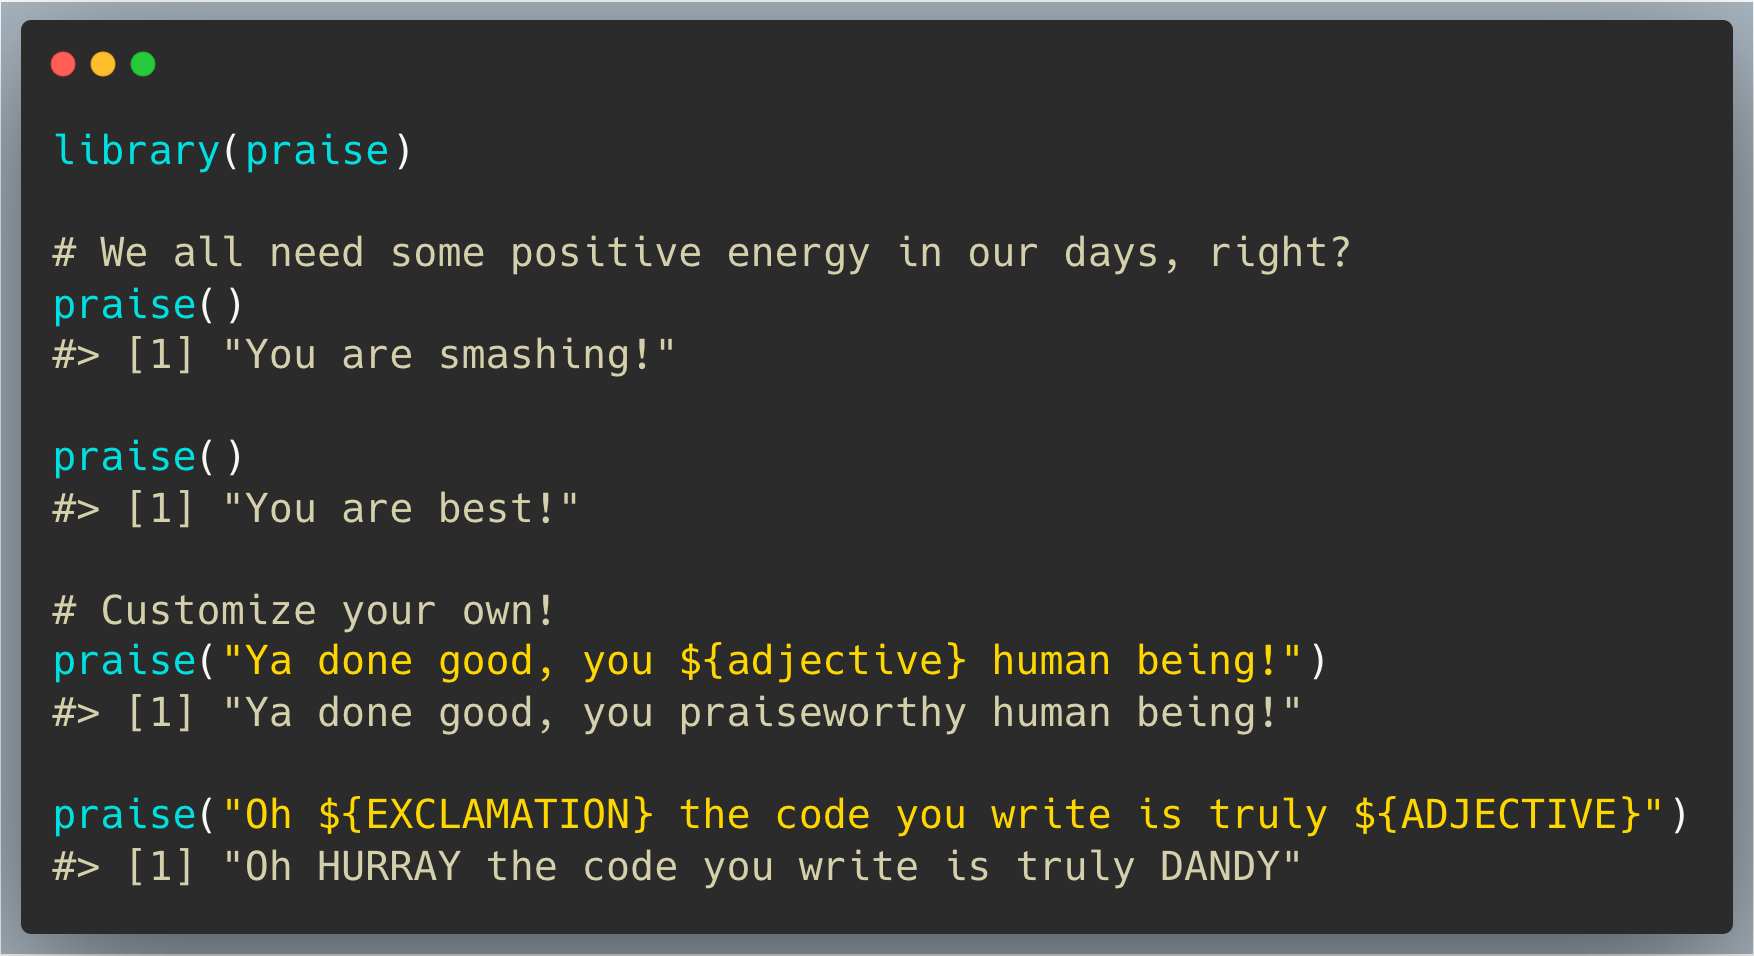 library(praise)
# We all need some positive energy in our days, right?
praise()
#> [1] "You are smashing!"
praise()
#> [1] "You are best!"
# Customize your own!
praise("Ya done good, you ${adjective} human being!")
#> [1] "Ya done good, you praiseworthy human being!"
praise("Oh ${EXCLAMATION} the code you write is truly ${ADJECTIVE}")
#> [1] "Oh HURRAY the code you write is truly DANDY"